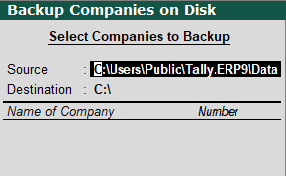 Backup Companies on Disk
Select Companies to Backup
Source : C:\Users\Public\Tally.ERP9\Data
Destination : C:\
Name of Company Number